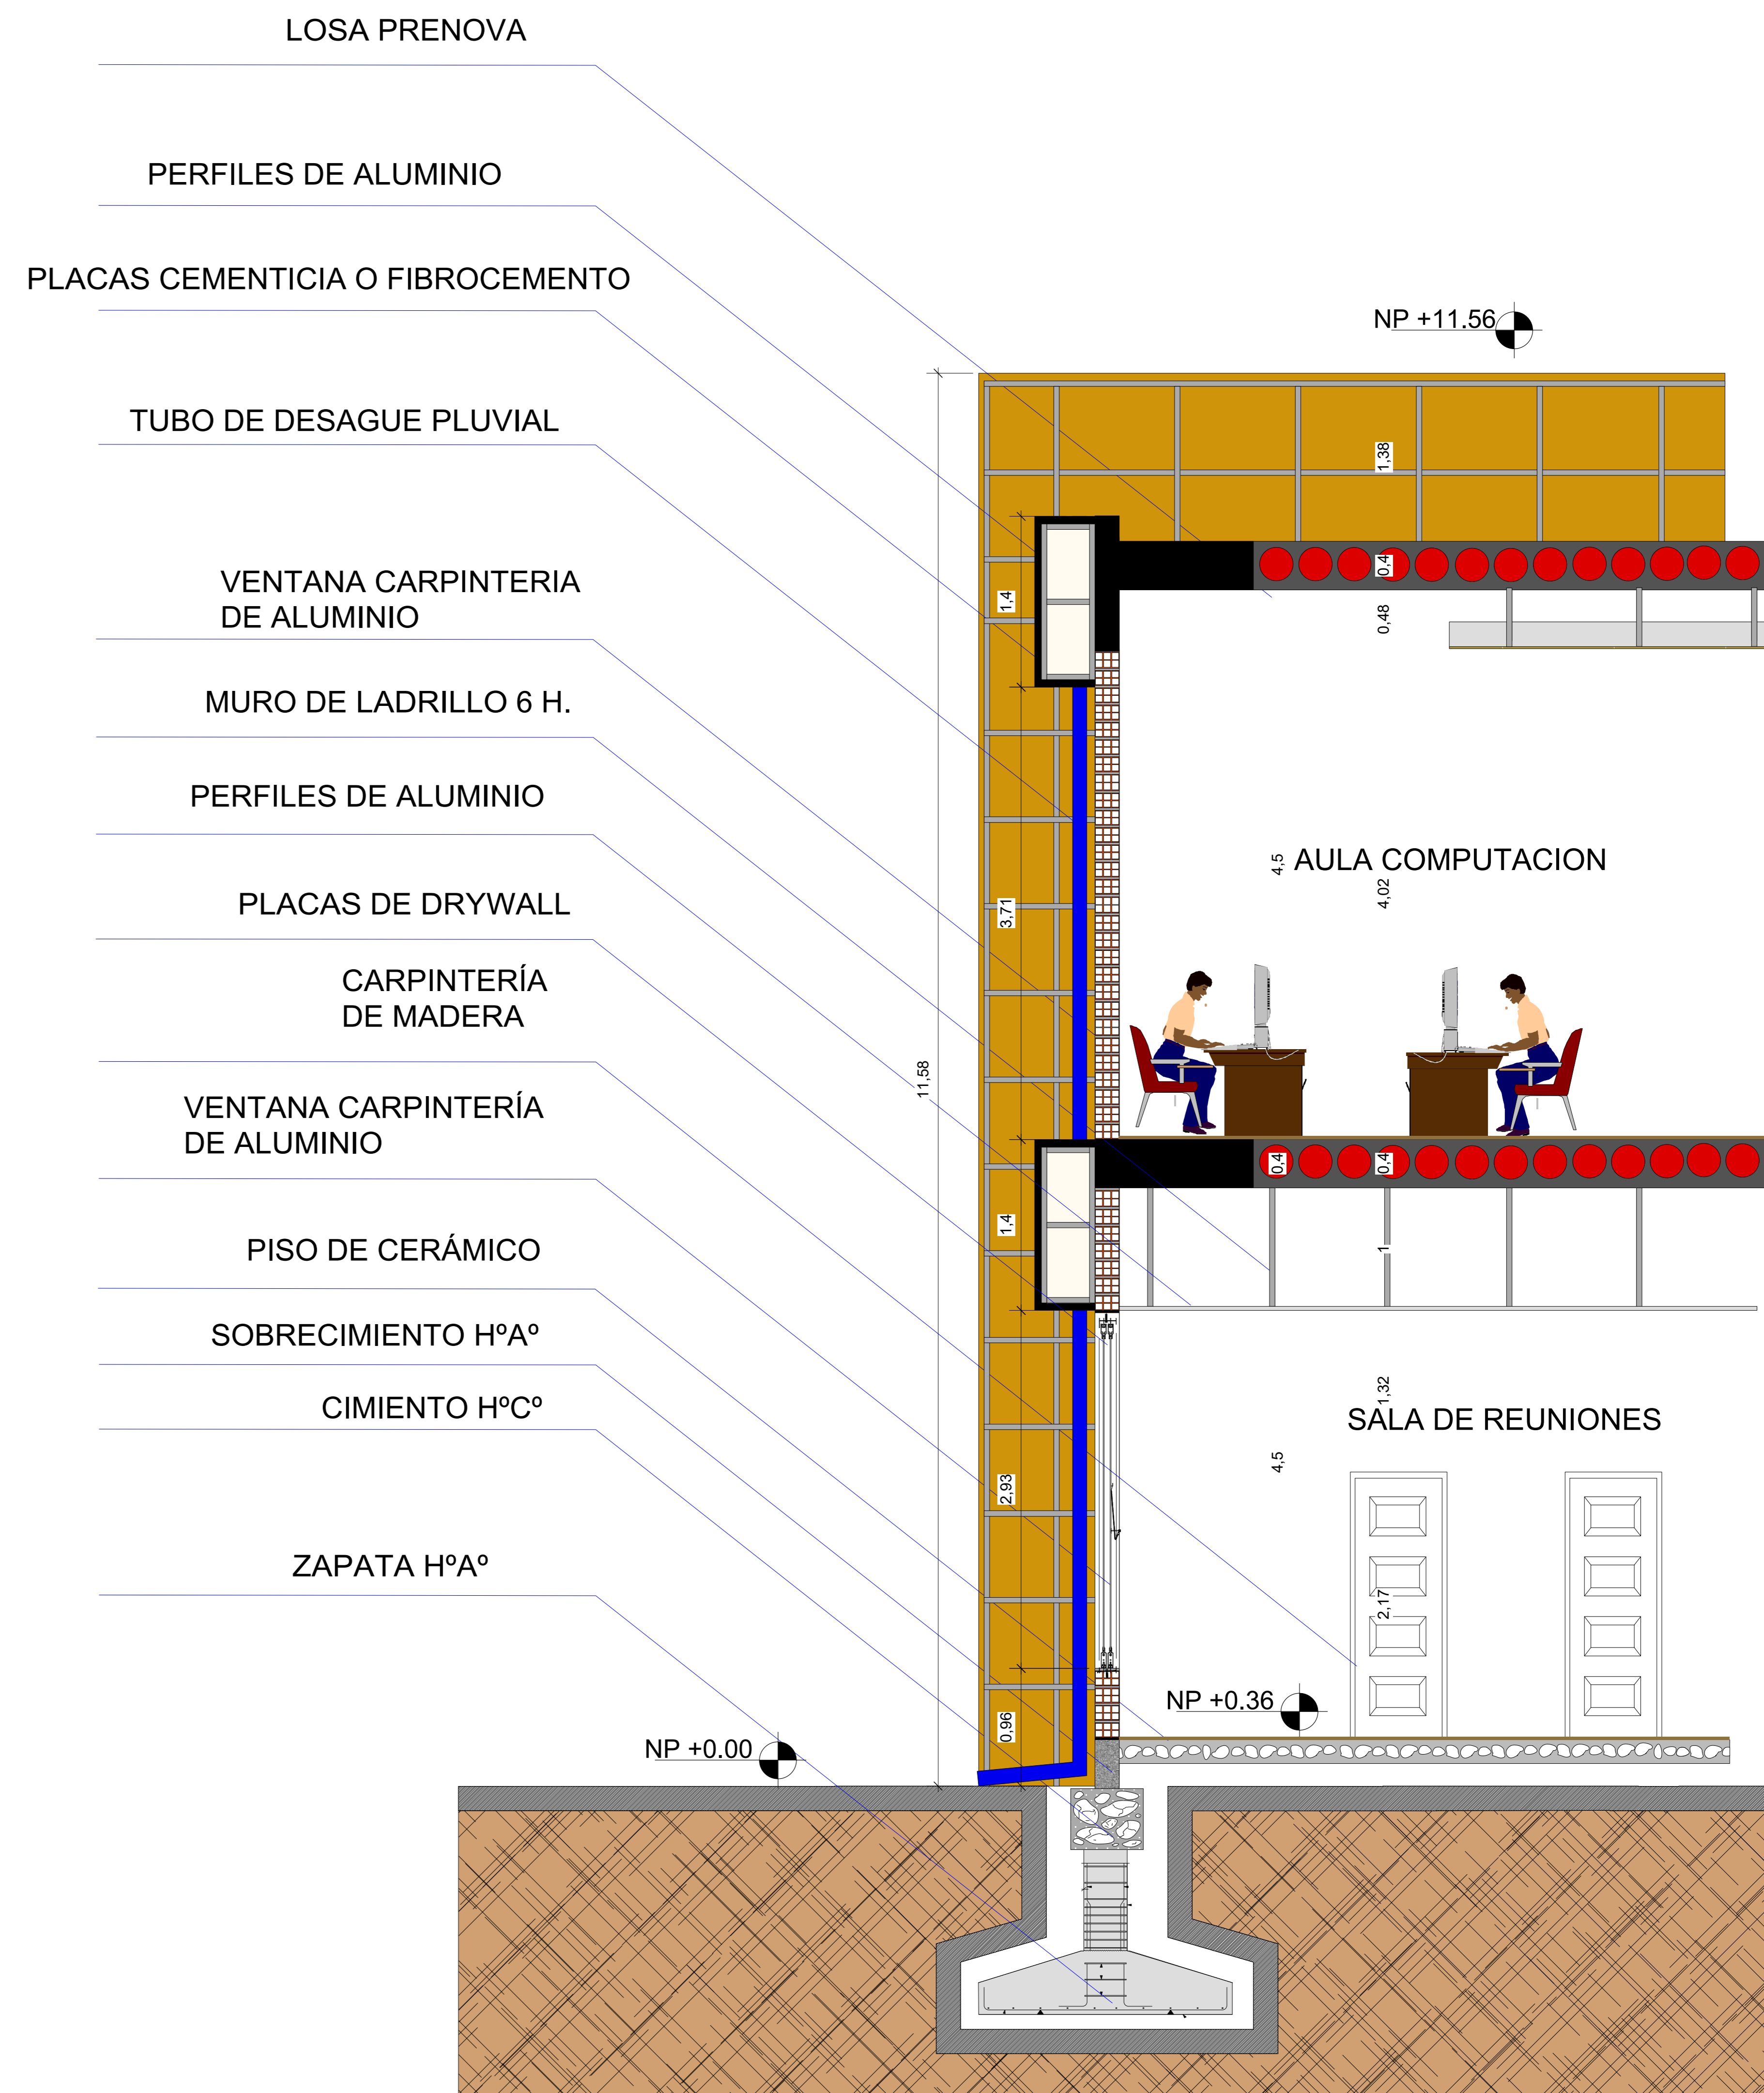 LOSA PRENOVA
PERFILES DE ALUMINIO
PLACAS CEMENTICIA O FIBROCEMENTO
NP +11.56
TUBO DE DESAGUE PLUVIAL
1,38
VENTANA CARPINTERIA
DE ALUMINIO
0,4
1,4
0,48
MURO DE LADRILLO 6 H.
PERFILES DE ALUMINIO
4,5
AULA COMPUTACION
4,02
PLACAS DE DRYWALL
3,71
CARPINTERÍA
DE MADERA
11,58
VENTANA CARPINTERÍA
DE ALUMINIO
0,4
0,4
1,4
1
PISO DE CERÁMICO
SOBRECIMIENTO HºAº
1,32
CIMIENTO HºCº
SALA DE REUNIONES
4,5
2,93
ZAPATA HºAº
2,17
NP +0.36
0,96
NP +0.00